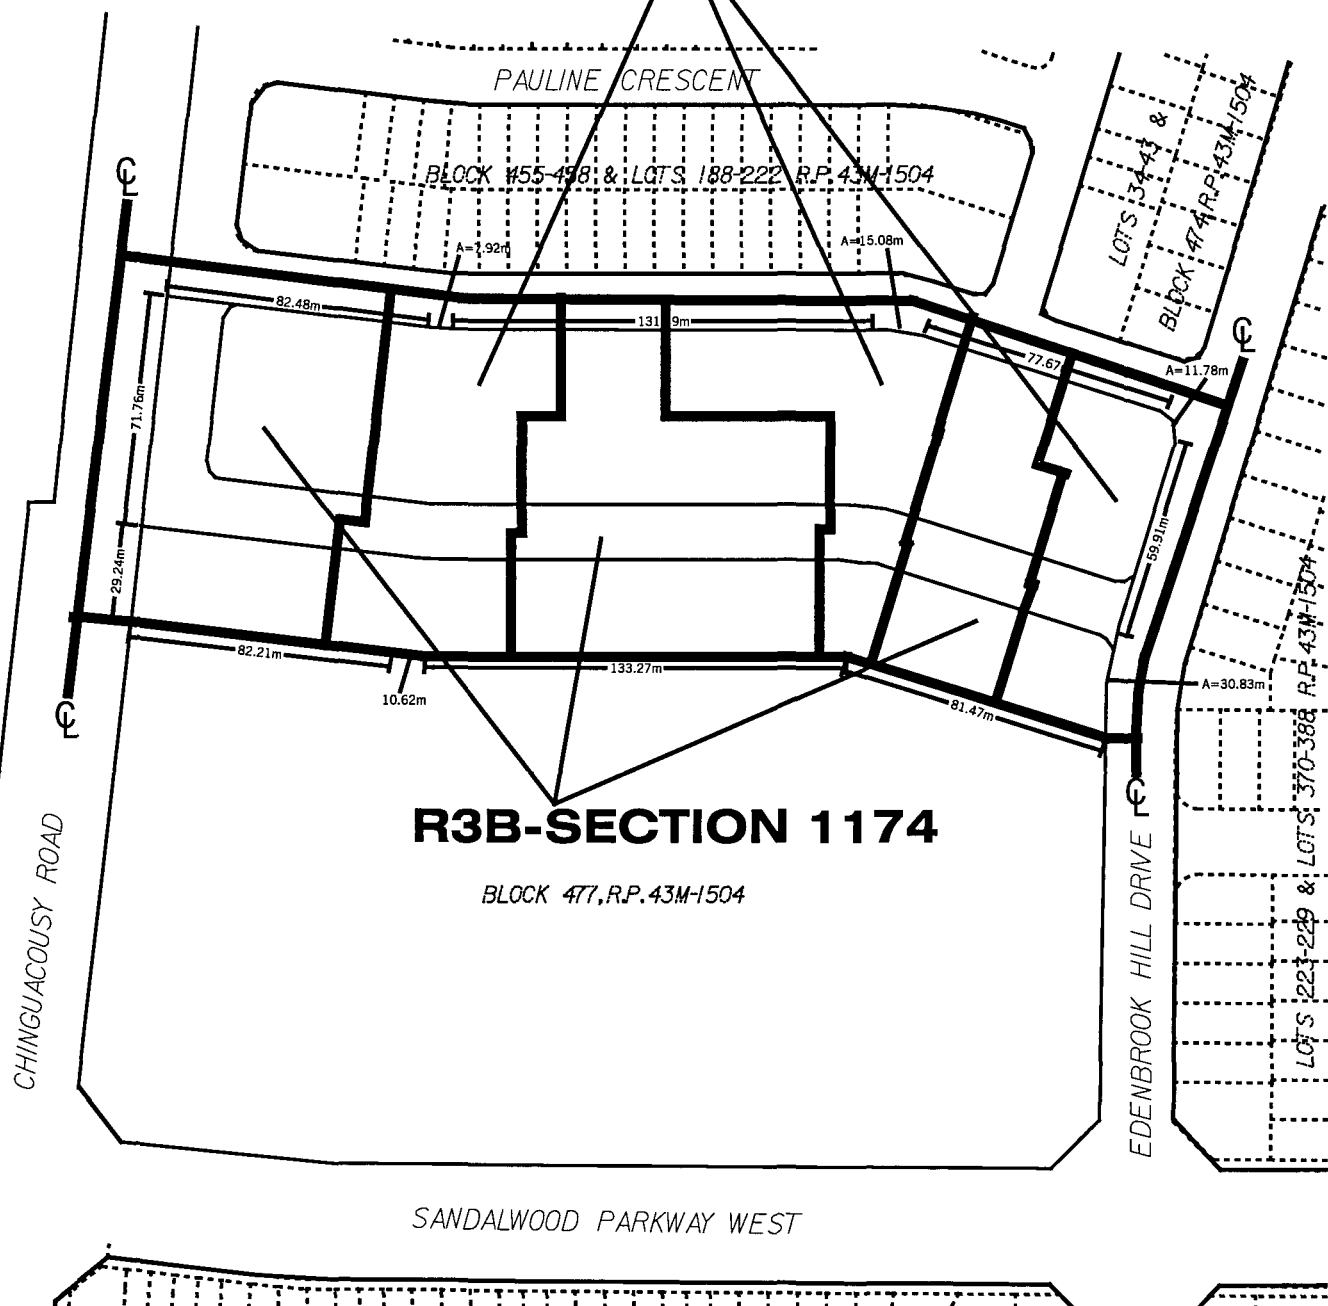 PAULINE CRESCENT
BLOCK 455-458 & LOTS 188-222 R.P. 43M-1504
LOTS 34-43 &
BLOCK 474, R.P. 43M-1504
A=7.92m
A=15.08m
82.48m
77.67
A=11.78m
71.76m
29.24m
59.91m
82.21m
10.62m
133.27m
81.47m
A=30.83m
R3B-SECTION 1174
BLOCK 477, R.P. 43M-1504
CHINGUACOUSY ROAD
EDENBROOK HILL DRIVE
LOTS 223-229 & LOTS 370-388, R.P. 43M-1504
SANDALWOOD PARKWAY WEST